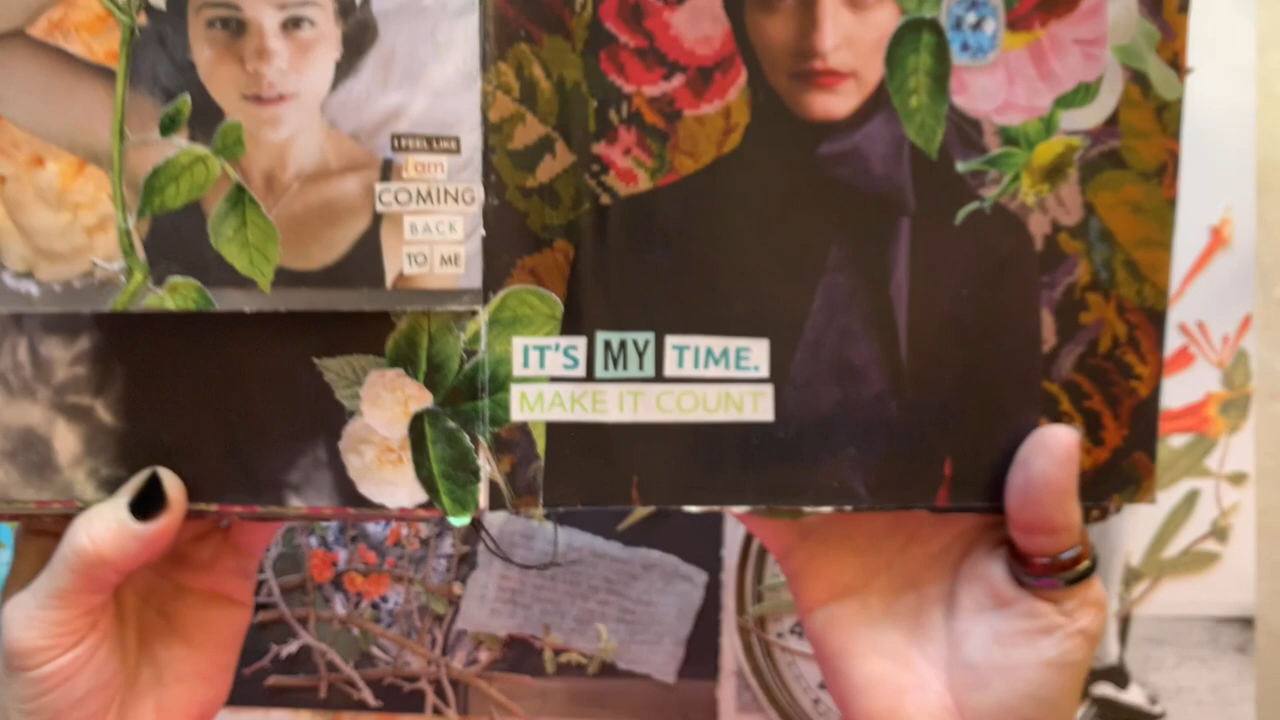 I FEEL LIKE
i am
COMING
BACK
TO ME
IT'S MY TIME.
MAKE IT COUNT